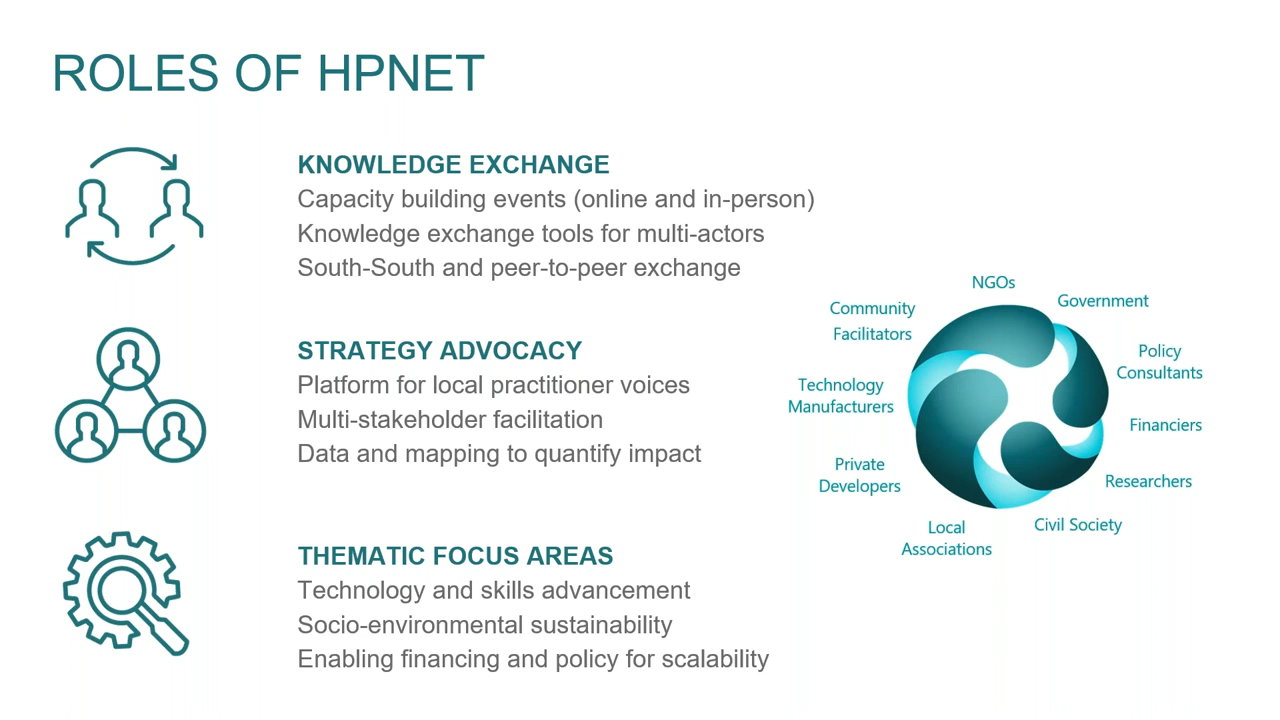 ROLES OF HPNET
KNOWLEDGE EXCHANGE
Capacity building events (online and in-person)
Knowledge exchange tools for multi-actors
South-South and peer-to-peer exchange
STRATEGY ADVOCACY
Platform for local practitioner voices
Multi-stakeholder facilitation
Data and mapping to quantify impact
THEMATIC FOCUS AREAS
Technology and skills advancement
Socio-environmental sustainability
Enabling financing and policy for scalability
NGOs
Government
Policy
Consultants
Financiers
Researchers
Civil Society
Local
Associations
Private
Developers
Technology
Manufacturers
Community
Facilitators